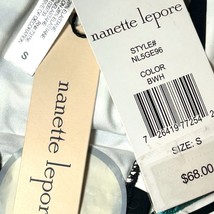 nanette lepore
STYLE#
NL5GE96
COLOR
BWH
7 26419 77254 2
SIZE: S
$68.00
nanette
lepore
S